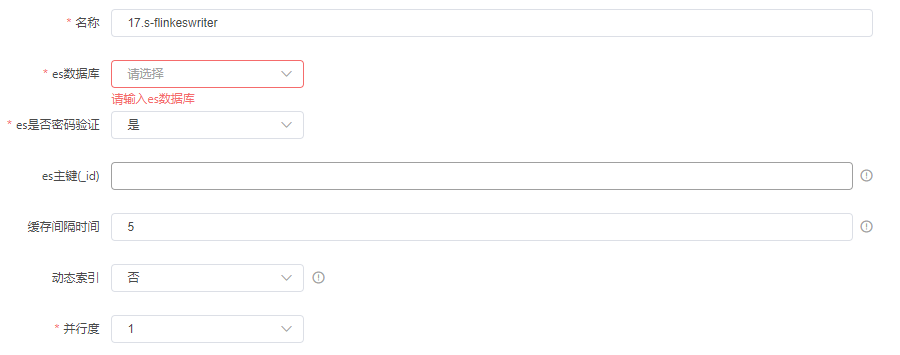 * 名称 17.s-flinkeswriter
* es数据库 请选择
请输入es数据库
* es是否密码验证 是
es主键(_id)
缓存间隔时间 5
动态索引 否
* 并行度 1